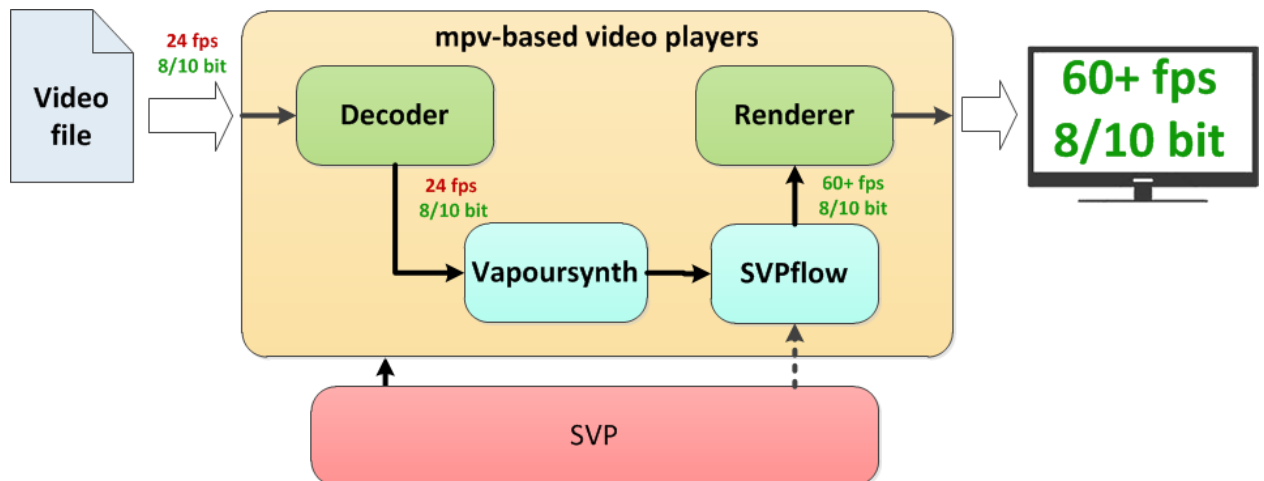 mpv-based video players
24 fps
8/10 bit
Video
file
Decoder
Renderer
60+ fps
8/10 bit
24 fps
8/10 bit
60+ fps
8/10 bit
Vapoursynth
SVPflow
SVP